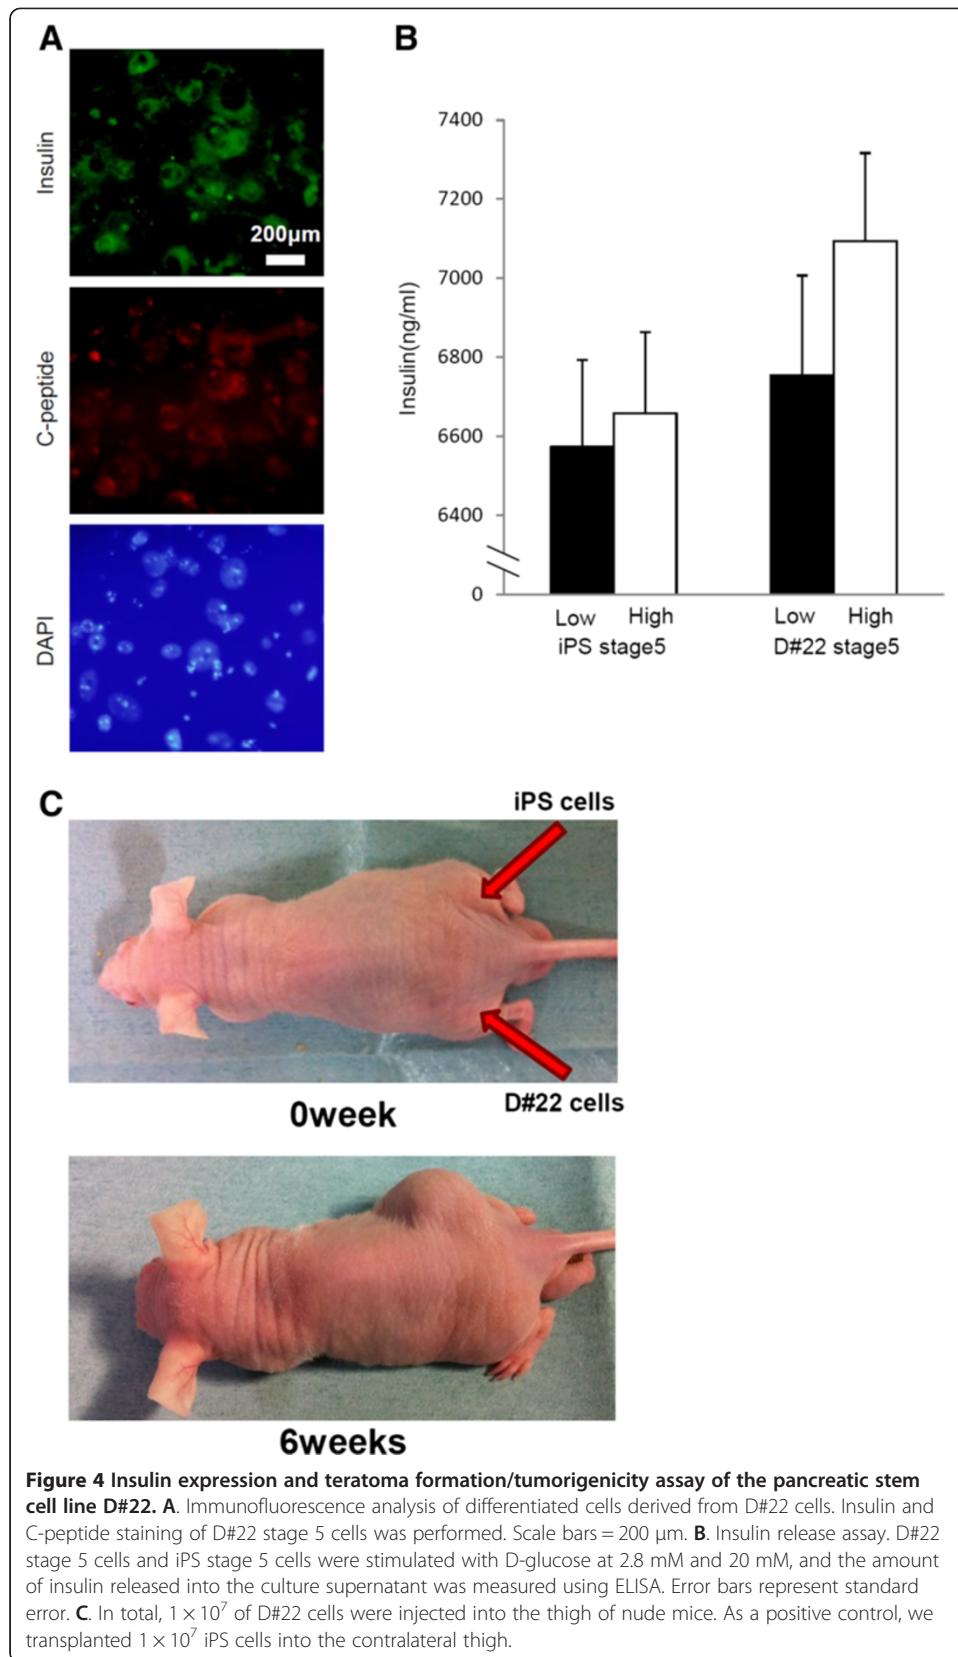 A
B
Insulin
200µm
C-peptide
DAPI
Insulin(ng/ml)
7400
7200
7000
6800
6600
6400
0
Low High Low High
iPS stage5 D#22 stage5
C
iPS cells
D#22 cells
0week
6weeks
Figure 4 Insulin expression and teratoma formation/tumorigenicity assay of the pancreatic stem
cell line D#22. A. Immunofluorescence analysis of differentiated cells derived from D#22 cells. Insulin and
C-peptide staining of D#22 stage 5 cells was performed. Scale bars = 200 µm. B. Insulin release assay. D#22
stage 5 cells and iPS stage 5 cells were stimulated with D-glucose at 2.8 mM and 20 mM, and the amount
of insulin released into the culture supernatant was measured using ELISA. Error bars represent standard
error. C. In total, 1 × 10⁷ of D#22 cells were injected into the thigh of nude mice. As a positive control, we
transplanted 1 × 10⁷ iPS cells into the contralateral thigh.